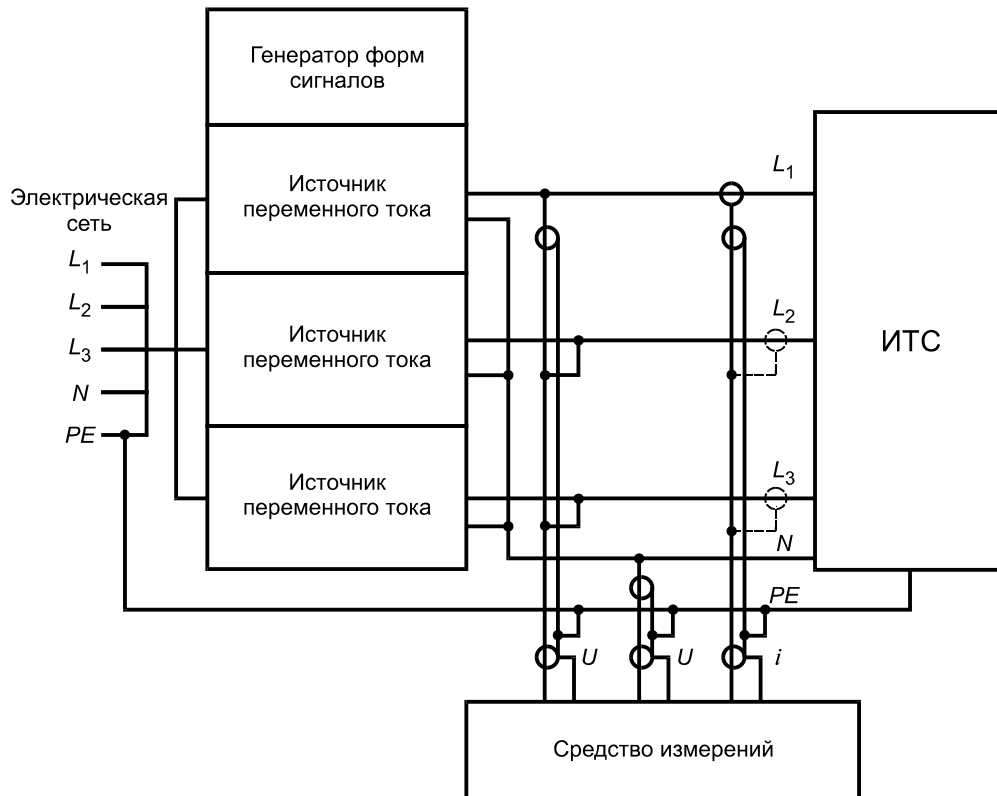 Генератор форм
сигналов
Источник
переменного тока
Электрическая
сеть
L1
L2
L3
N
PE
Источник
переменного тока
Источник
переменного тока
L1
L2
L3
N
PE
ИТС
U
U
i
Средство измерений